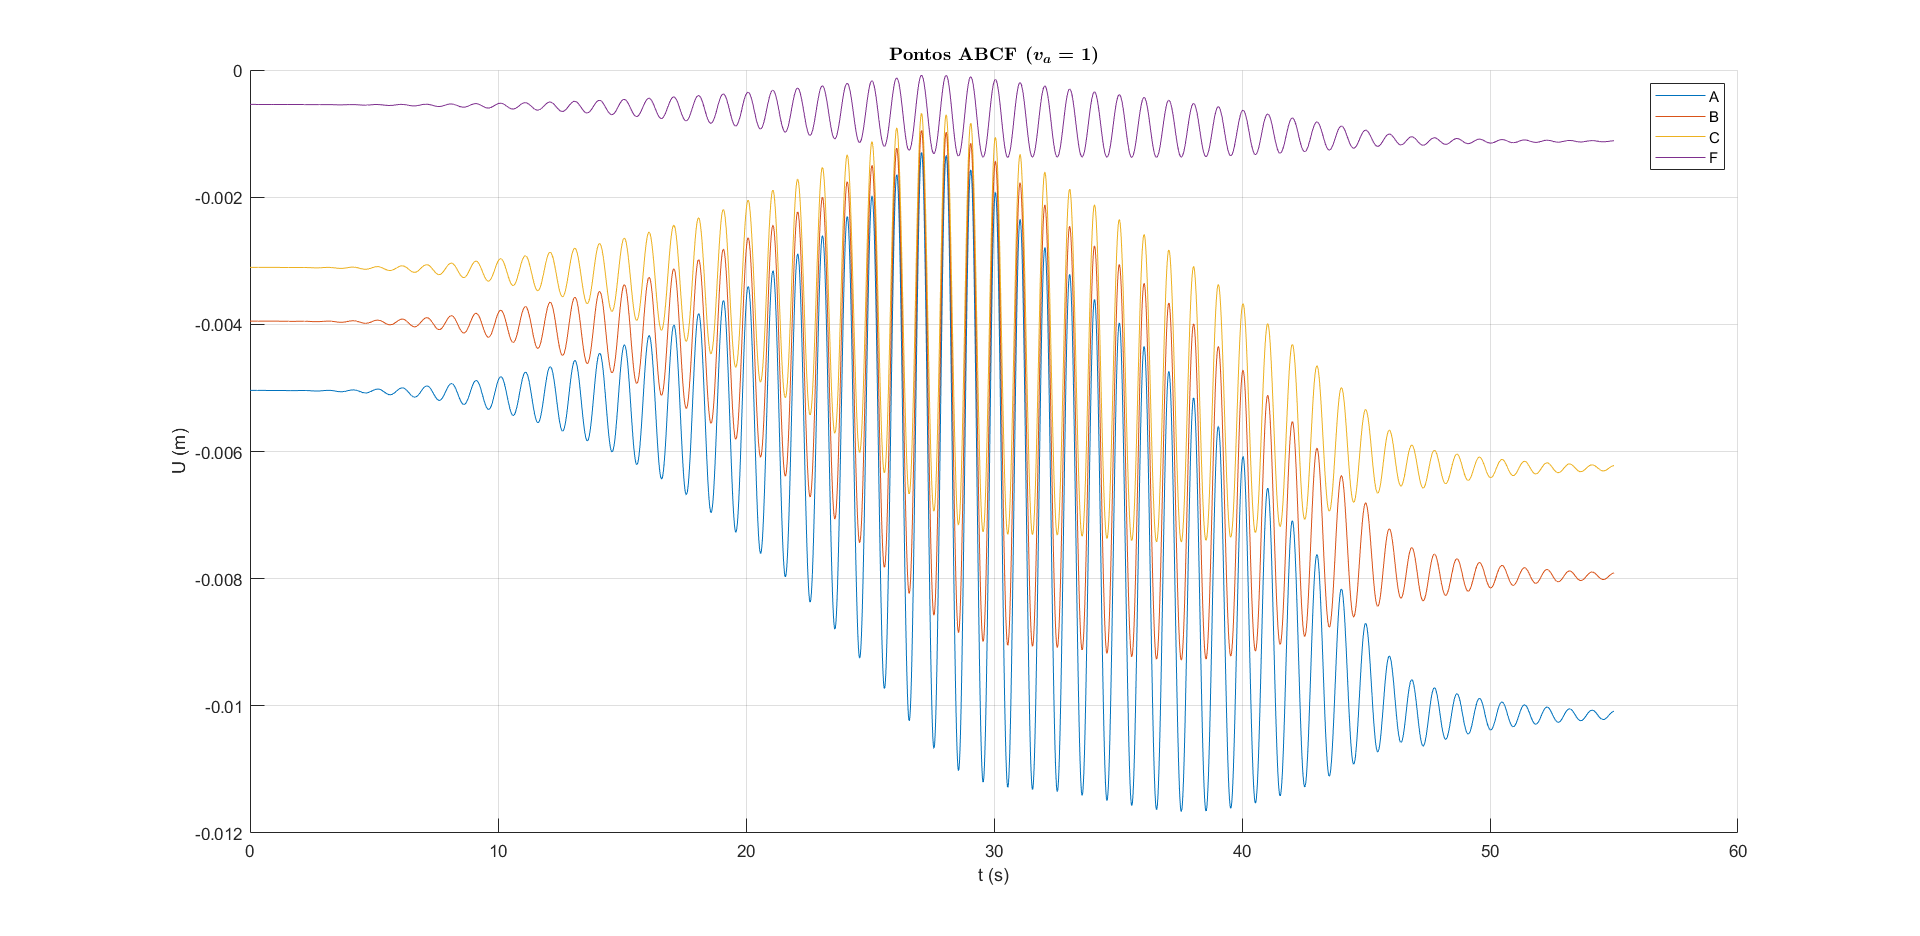 Pontos ABCF (vₐ = 1)
A
B
C
F
0
-0.002
-0.004
-0.006
-0.008
-0.01
-0.012
U (m)
0 10 20 30 40 50 60
t (s)